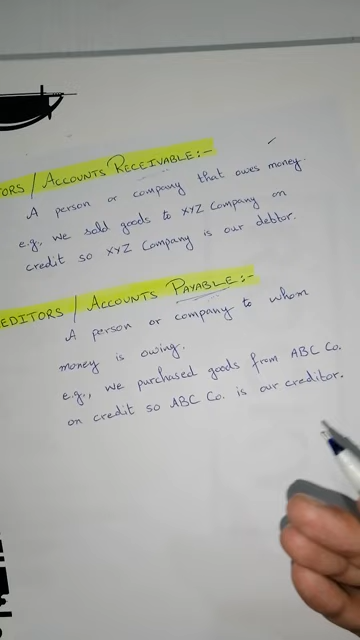 TORS / ACCOUNTS RECEIVABLE:-
A person or company that owes money.
e.g., we sold goods to XYZ Company on
credit so XYZ Company is our debtor.
EDITORS / ACCOUNTS PAYABLE:-
A person or company to whom
money is owing.
e.g., we purchased goods from ABC Co.
on credit so ABC Co. is our creditor.